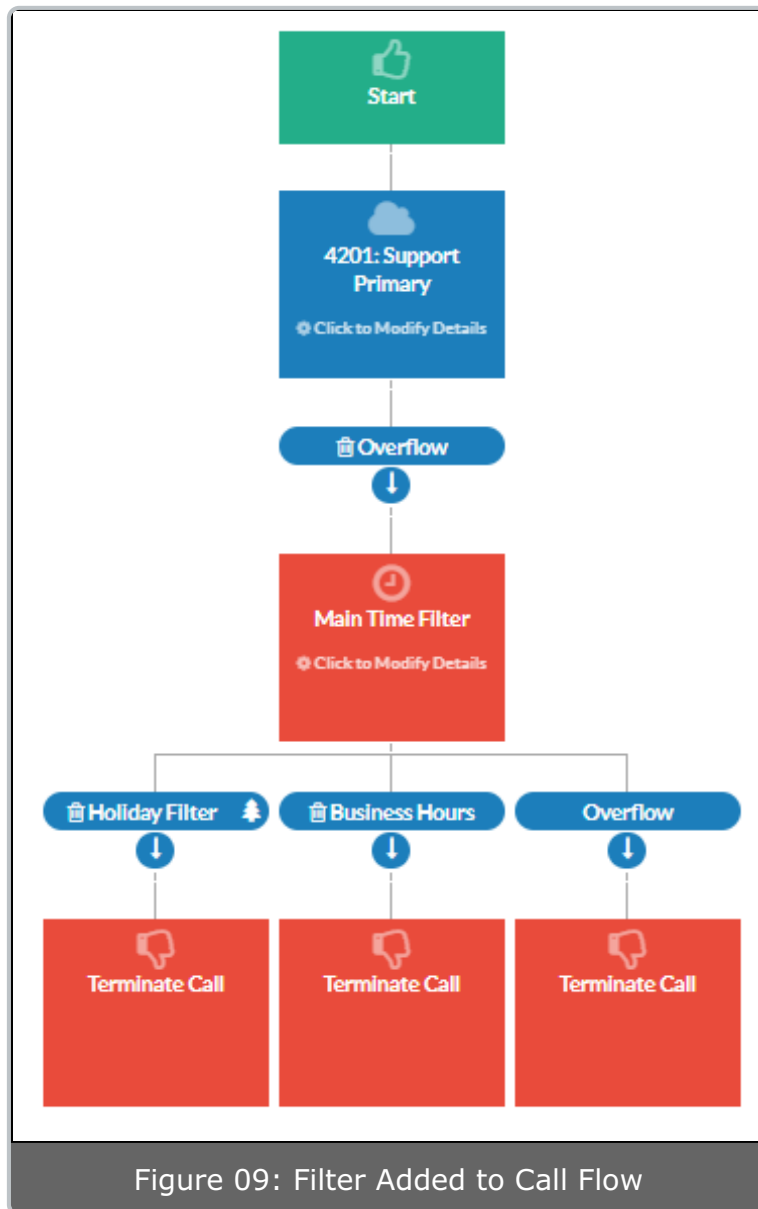 Start
4201: Support
Primary
Click to Modify Details
Overflow
Main Time Filter
Click to Modify Details
Holiday Filter
Business Hours
Overflow
Terminate Call
Terminate Call
Terminate Call
Figure 09: Filter Added to Call Flow